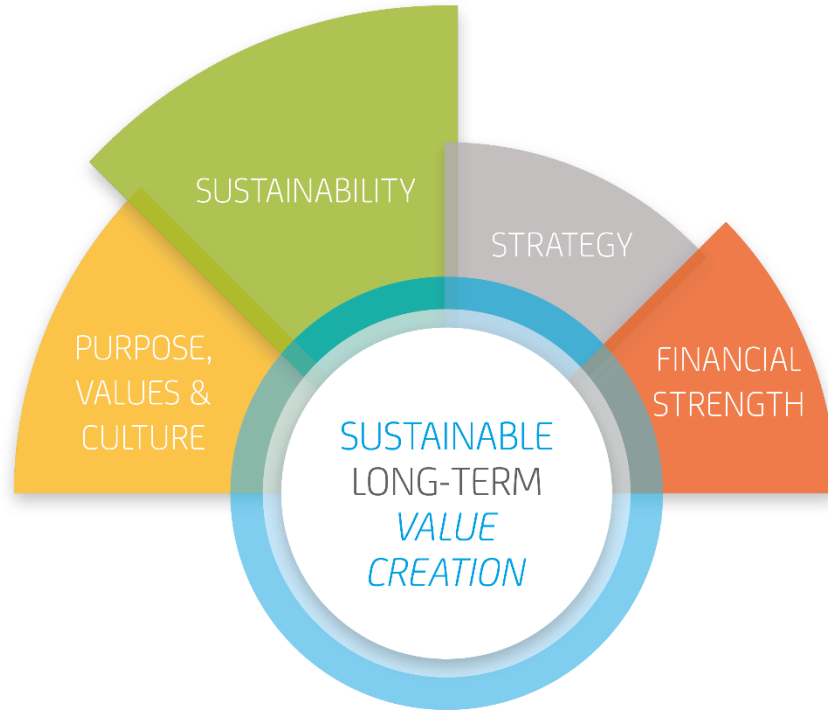 SUSTAINABILITY
STRATEGY
PURPOSE,
VALUES &
CULTURE
FINANCIAL
STRENGTH
SUSTAINABLE
LONG-TERM
VALUE
CREATION